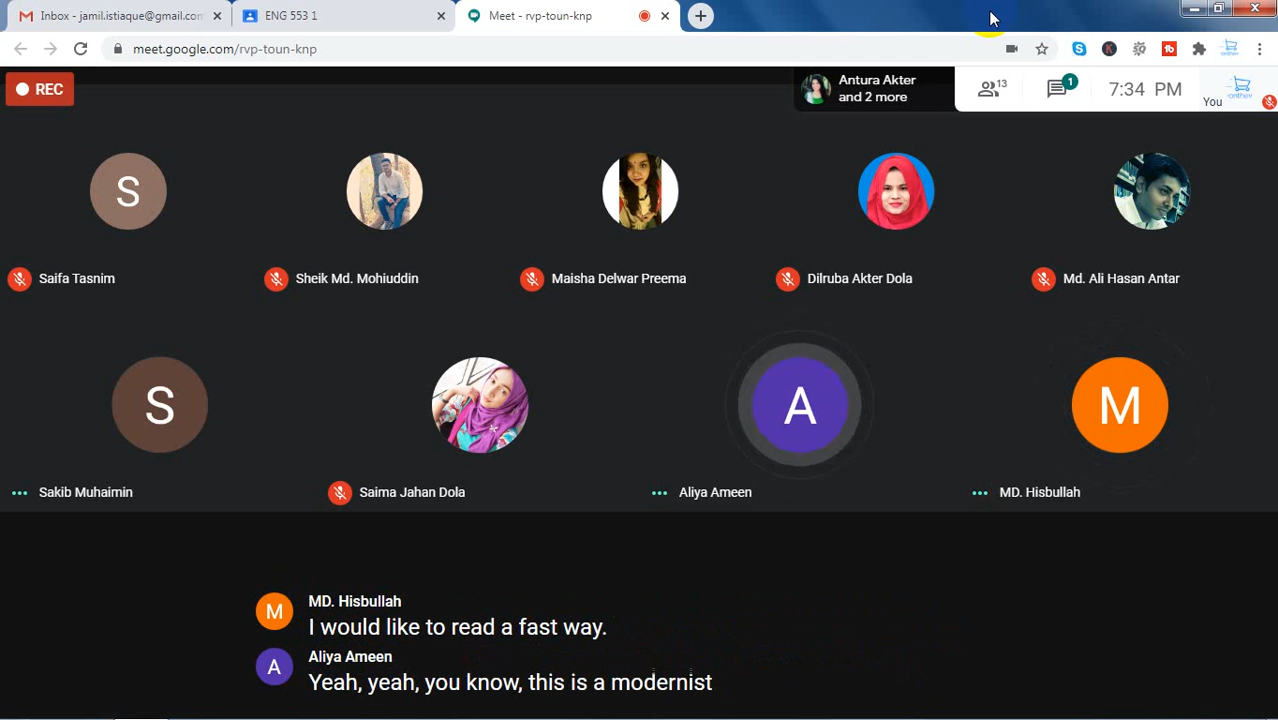 Inbox - jamil.istiaque@gmail.com
ENG 553 1
Meet - rvp-toun-knp
meet.google.com/rvp-toun-knp
REC
Antura Akter
and 2 more
13
1
7:34 PM
You
S
Saifa Tasnim
Sheik Md. Mohiuddin
Maisha Delwar Preema
Dilruba Akter Dola
Md. Ali Hasan Antar
S
A
M
Sakib Muhaimin
Saima Jahan Dola
Aliya Ameen
MD. Hisbullah
M
MD. Hisbullah
I would like to read a fast way.
A
Aliya Ameen
Yeah, yeah, you know, this is a modernist